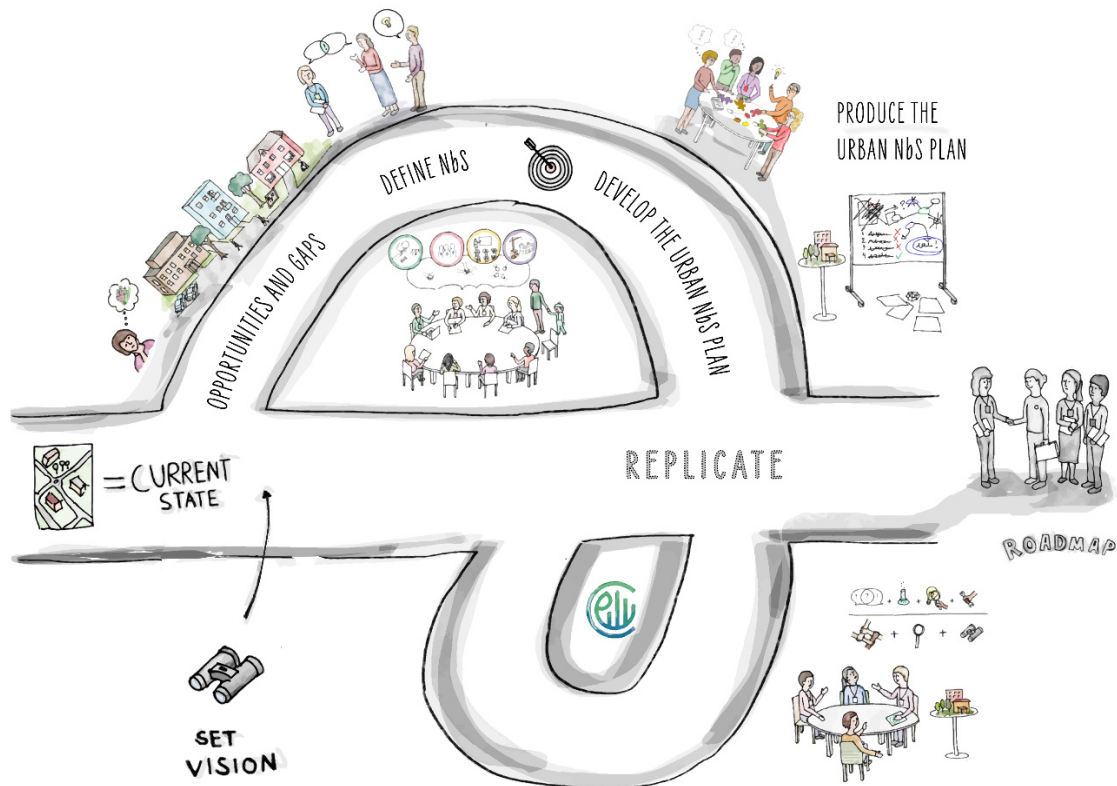 PRODUCE THE
URBAN NbS PLAN
DEFINE NbS
DEVELOP THE URBAN NbS PLAN
OPPORTUNITIES AND GAPS
= CURRENT
STATE
REPLICATE
ROADMAP
SET
VISION